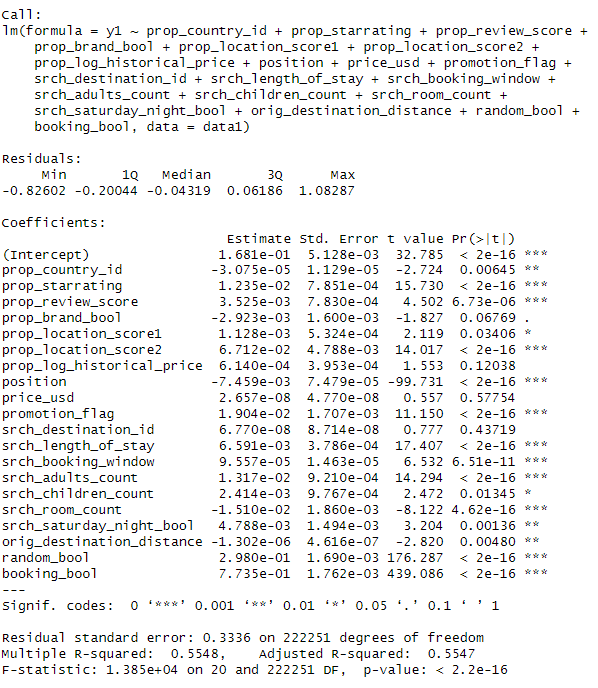 Call:
lm(formula = y1 ~ prop_country_id + prop_starrating + prop_review_score +
    prop_brand_bool + prop_location_score1 + prop_location_score2 +
    prop_log_historical_price + position + price_usd + promotion_flag +
    srch_destination_id + srch_length_of_stay + srch_booking_window +
    srch_adults_count + srch_children_count + srch_room_count +
    srch_saturday_night_bool + orig_destination_distance + random_bool +
    booking_bool, data = data1)
Residuals:
     Min       1Q   Median       3Q      Max
-0.82602 -0.20044 -0.04319  0.06186  1.08287
Coefficients:
                            Estimate Std. Error t value Pr(>|t|)
(Intercept)                1.681e-01  5.128e-03  32.785  < 2e-16 ***
prop_country_id           -3.075e-05  1.129e-05  -2.724  0.00645 **
prop_starrating            1.235e-02  7.851e-04  15.730  < 2e-16 ***
prop_review_score          3.525e-03  7.830e-04   4.502 6.73e-06 ***
prop_brand_bool           -2.923e-03  1.600e-03  -1.827  0.06769 .
prop_location_score1       1.128e-03  5.324e-04   2.119  0.03406 *
prop_location_score2       6.712e-02  4.788e-03  14.017  < 2e-16 ***
prop_log_historical_price  6.140e-04  3.953e-04   1.553  0.12038
position                  -7.459e-03  7.479e-05 -99.731  < 2e-16 ***
price_usd                  2.657e-08  4.770e-08   0.557  0.57754
promotion_flag             1.904e-02  1.707e-03  11.150  < 2e-16 ***
srch_destination_id        6.770e-08  8.714e-08   0.777  0.43719
srch_length_of_stay        6.591e-03  3.786e-04  17.407  < 2e-16 ***
srch_booking_window        9.557e-05  1.463e-05   6.532 6.51e-11 ***
srch_adults_count          1.317e-02  9.210e-04  14.294  < 2e-16 ***
srch_children_count        2.414e-03  9.767e-04   2.472  0.01345 *
srch_room_count           -1.510e-02  1.860e-03  -8.122 4.62e-16 ***
srch_saturday_night_bool   4.788e-03  1.494e-03   3.204  0.00136 **
orig_destination_distance -1.302e-06  4.616e-07  -2.820  0.00480 **
random_bool                2.980e-01  1.690e-03 176.287  < 2e-16 ***
booking_bool               7.735e-01  1.762e-03 439.086  < 2e-16 ***
---
Signif. codes:  0 ‘***’ 0.001 ‘**’ 0.01 ‘*’ 0.05 ‘.’ 0.1 ‘ ’ 1
Residual standard error: 0.3336 on 222251 degrees of freedom
Multiple R-squared:  0.5548,    Adjusted R-squared:  0.5547
F-statistic: 1.385e+04 on 20 and 222251 DF,  p-value: < 2.2e-16